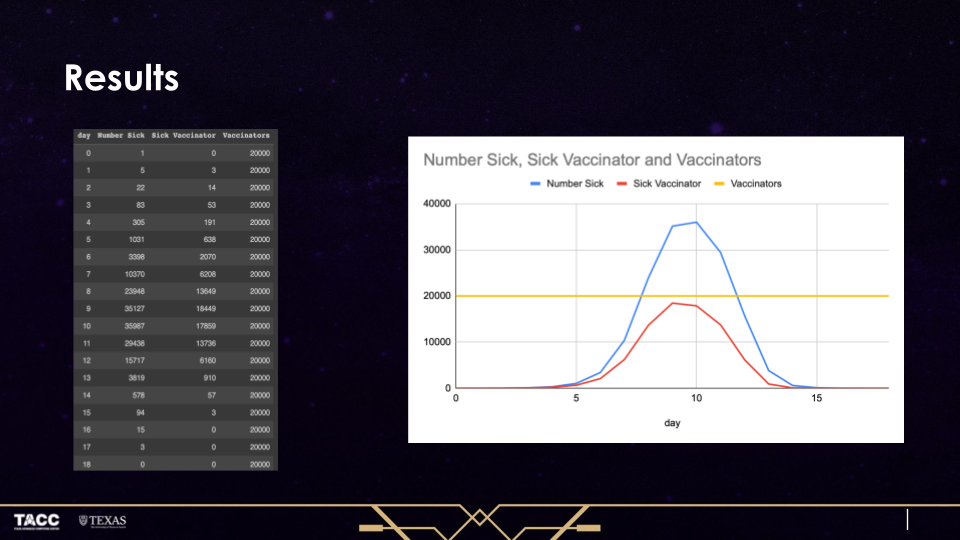 Results
day Number Sick Sick Vaccinator Vaccinators
0 1 0 20000
1 5 3 20000
2 22 14 20000
3 83 53 20000
4 305 191 20000
5 1031 638 20000
6 3398 2070 20000
7 10370 6208 20000
8 23948 13649 20000
9 35127 18449 20000
10 35987 17859 20000
11 29438 13736 20000
12 15717 6160 20000
13 3819 910 20000
14 578 57 20000
15 94 3 20000
16 15 0 20000
17 3 0 20000
18 0 0 20000
Number Sick, Sick Vaccinator and Vaccinators
Number Sick Sick Vaccinator Vaccinators
40000
30000
20000
10000
0
0 5 10 15
day
TACC
TEXAS